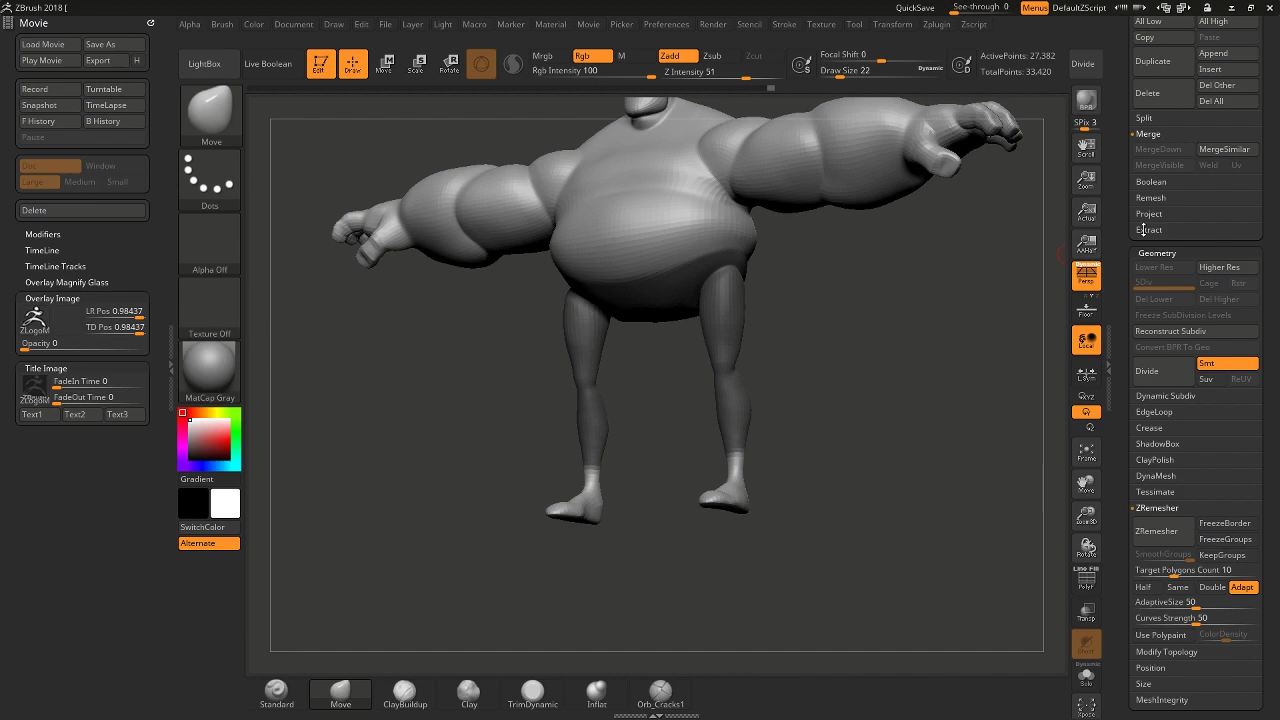 ZBrush 2018 [
QuickSave See-through 0 Menus DefaultZScript
Movie
Alpha Brush Color Document Draw Edit File Layer Light Macro Marker Material Movie Picker Preferences Render Stencil Stroke Texture Tool Transform Zplugin Zscript
Load Movie Save As
Play Movie Export H
Record Turntable
Snapshot TimeLapse
F History B History
Pause
Doc Window
Large Medium Small
Delete
Modifiers
TimeLine
TimeLine Tracks
Overlay Magnify Glass
Overlay Image
LR Pos 0.98437
ZLogoM TD Pos 0.98437
Opacity 0
Title Image
FadeIn Time 0
FadeOut Time 0
Text1 Text2 Text3
LightBox Live Boolean
Edit Draw Move Scale Rotate
Mrgb Rgb M
Rgb Intensity 100
Zadd Zsub Zcut
Z Intensity 51
Focal Shift 0
Draw Size 22 Dynamic
S D
ActivePoints: 27,382
TotalPoints: 33,420
Divide
Move
Dots
Alpha Off
Texture Off
MatCap Gray
Gradient
SwitchColor
Alternate
BPR
SPix 3
Scroll
Zoom
Actual
AAHalf
Dynamic
Persp
Floor
Local
L.Sym
Frame
Move
Zoom3D
Rotate
Line Fill
PolyF
Transp
Ghost
Dynamic
Solo
Xpose
All Low All High
Copy Paste
Duplicate Append
Insert
Delete Del Other
Del All
Split
Merge
MergeDown MergeSimilar
MergeVisible Weld Uv
Boolean
Remesh
Project
Extract
Geometry
Lower Res Higher Res
SDiv Cage Rstr
Del Lower Del Higher
Freeze SubDivision Levels
Reconstruct Subdiv
Convert BPR To Geo
Divide Smt
Suv ReUV
Dynamic Subdiv
EdgeLoop
Crease
ShadowBox
ClayPolish
DynaMesh
Tessimate
ZRemesher
ZRemesher FreezeBorder
FreezeGroups
SmoothGroups KeepGroups
Target Polygons Count 10
Half Same Double Adapt
AdaptiveSize 50
Curves Strength 50
Use Polypaint ColorDensity
Modify Topology
Position
Size
MeshIntegrity
Standard Move ClayBuildup Clay TrimDynamic Inflat Orb_Cracks1